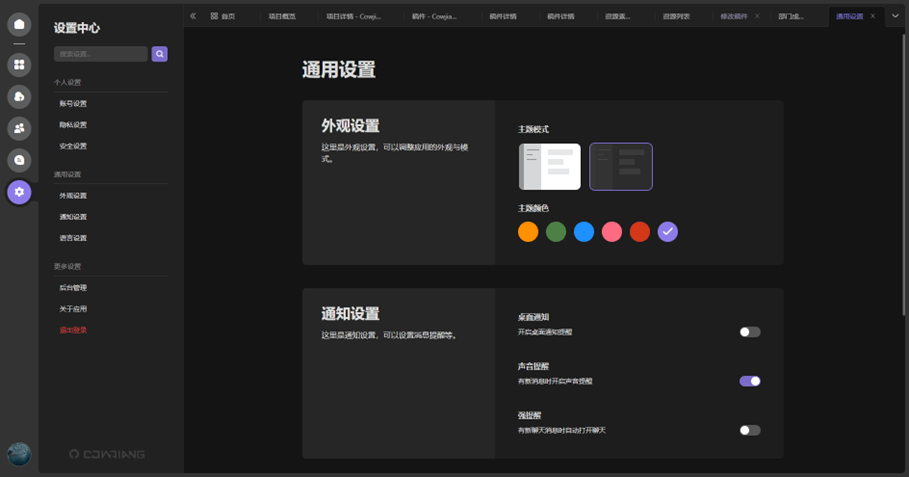 设置中心
搜索设置...
个人设置
账号设置
隐私设置
安全设置
通用设置
外观设置
通知设置
语言设置
更多设置
后台管理
关于应用
退出登录
COWJIANG
首页
项目概览
项目详情 - Cowj...
稿件 - Cowjia...
稿件详情
稿件详情
资源列表
修改稿件
通用设置
通用设置
外观设置
这里是外观设置，可以调整应用的外观与模
式。
主题模式
主题颜色
通知设置
这里是通知设置，可以设置消息提醒等。
桌面通知
开启桌面通知提醒
声音提醒
有新消息时开启声音提醒
强提醒
有新聊天消息时自动打开聊天